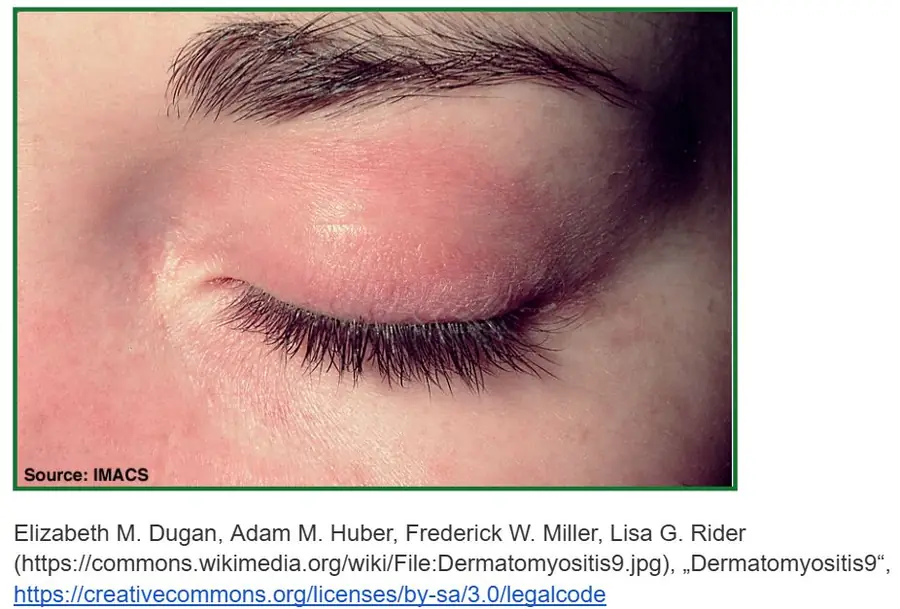 Source: IMACS
Elizabeth M. Dugan, Adam M. Huber, Frederick W. Miller, Lisa G. Rider
(https://commons.wikimedia.org/wiki/File:Dermatomyositis9.jpg), „Dermatomyositis9“,
https://creativecommons.org/licenses/by-sa/3.0/legalcode